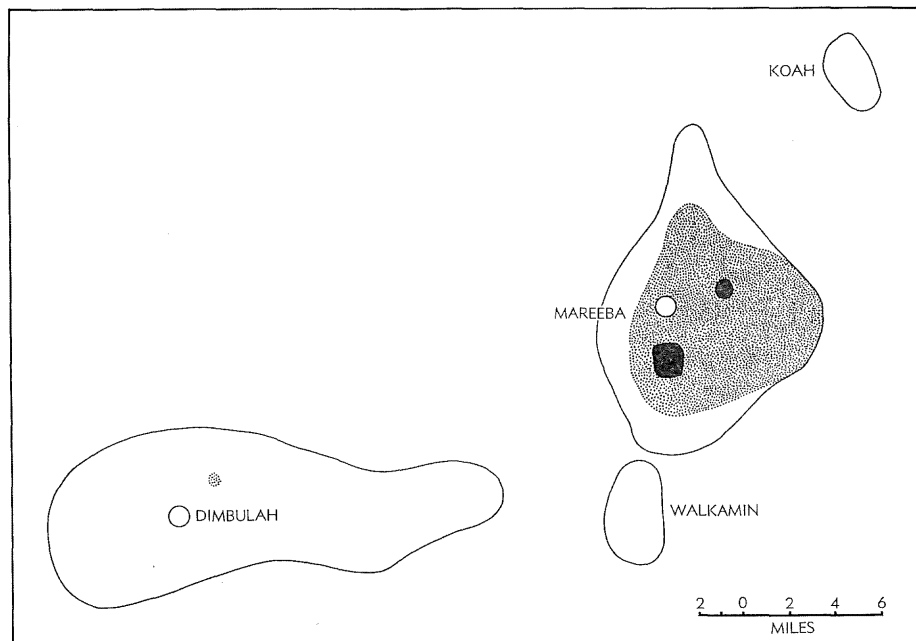 KOAH
MAREEBA
DIMBULAH
WALKAMIN
2 0 2 4 6
MILES